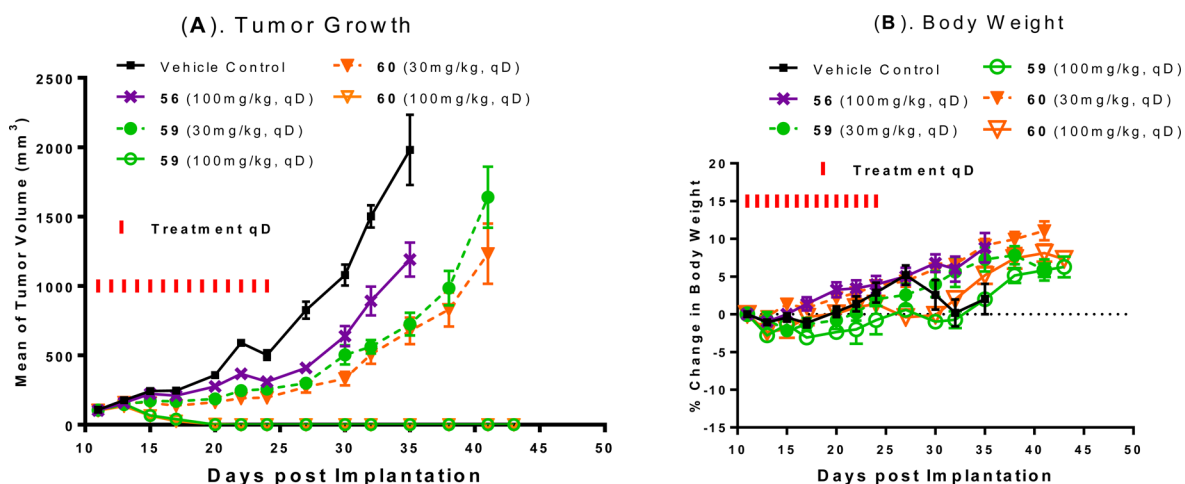 (A). Tumor Growth
Vehicle Control
56 (100mg/kg, qD)
59 (30mg/kg, qD)
59 (100mg/kg, qD)
60 (30mg/kg, qD)
60 (100mg/kg, qD)
2500
2000
1500
1000
500
0
Mean of Tumor Volume (mm³)
Treatment qD
10 15 20 25 30 35 40 45
Days post Implantation
(B). Body Weight
Vehicle Control
56 (100mg/kg, qD)
59 (30mg/kg, qD)
59 (100mg/kg, qD)
60 (30mg/kg, qD)
60 (100mg/kg, qD)
20
15
10
5
0
-5
-10
-15
% Change in Body Weight
Treatment qD
10 15 20 25 30 35 40 45 50
Days post Implantation